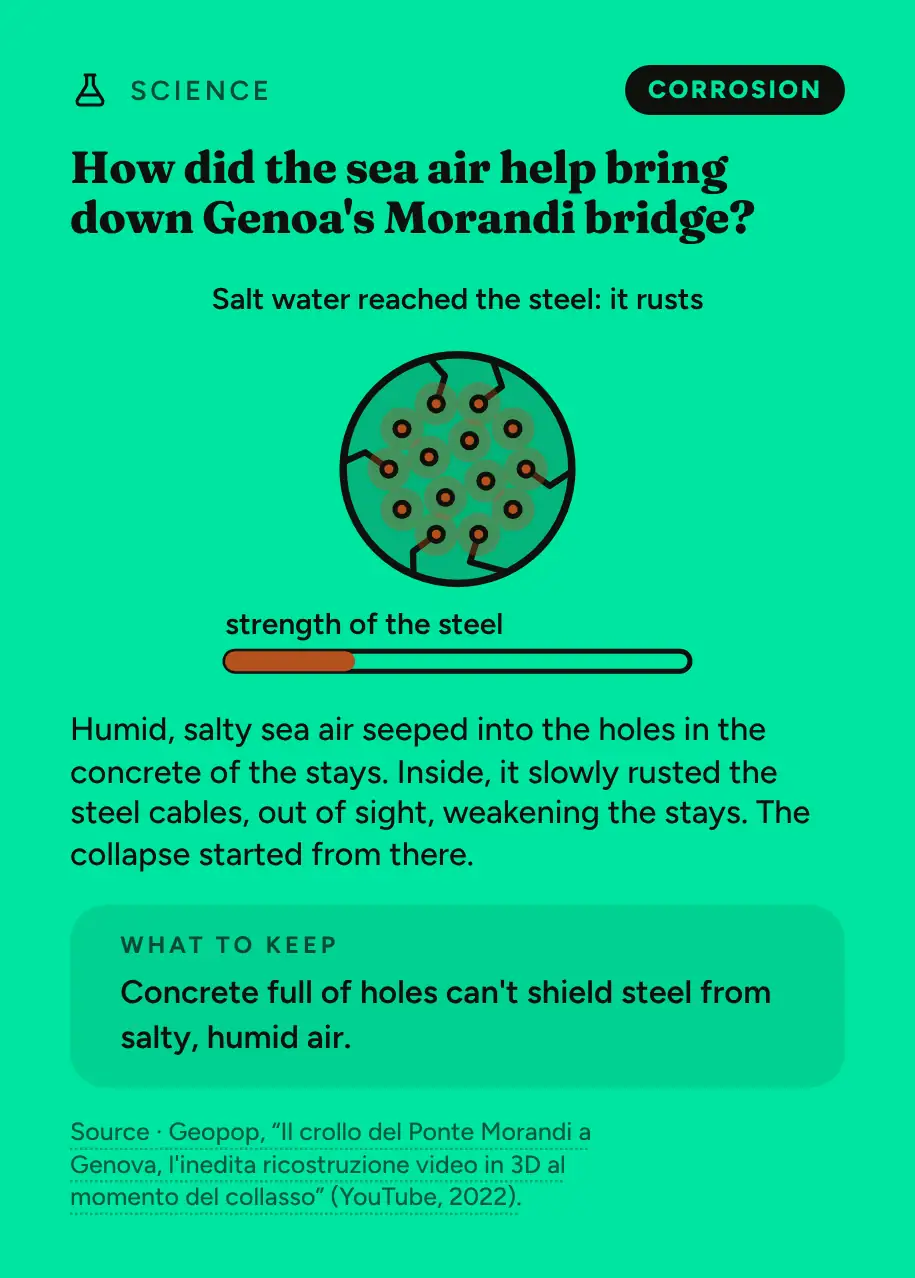 SCIENCE
CORROSION
How did the sea air help bring
down Genoa's Morandi bridge?
Salt water reached the steel: it rusts
strength of the steel
Humid, salty sea air seeped into the holes in the
concrete of the stays. Inside, it slowly rusted the
steel cables, out of sight, weakening the stays. The
collapse started from there.
WHAT TO KEEP
Concrete full of holes can't shield steel from
salty, humid air.
Source · Geopop, “Il crollo del Ponte Morandi a
Genova, l'inedita ricostruzione video in 3D al
momento del collasso” (YouTube, 2022).